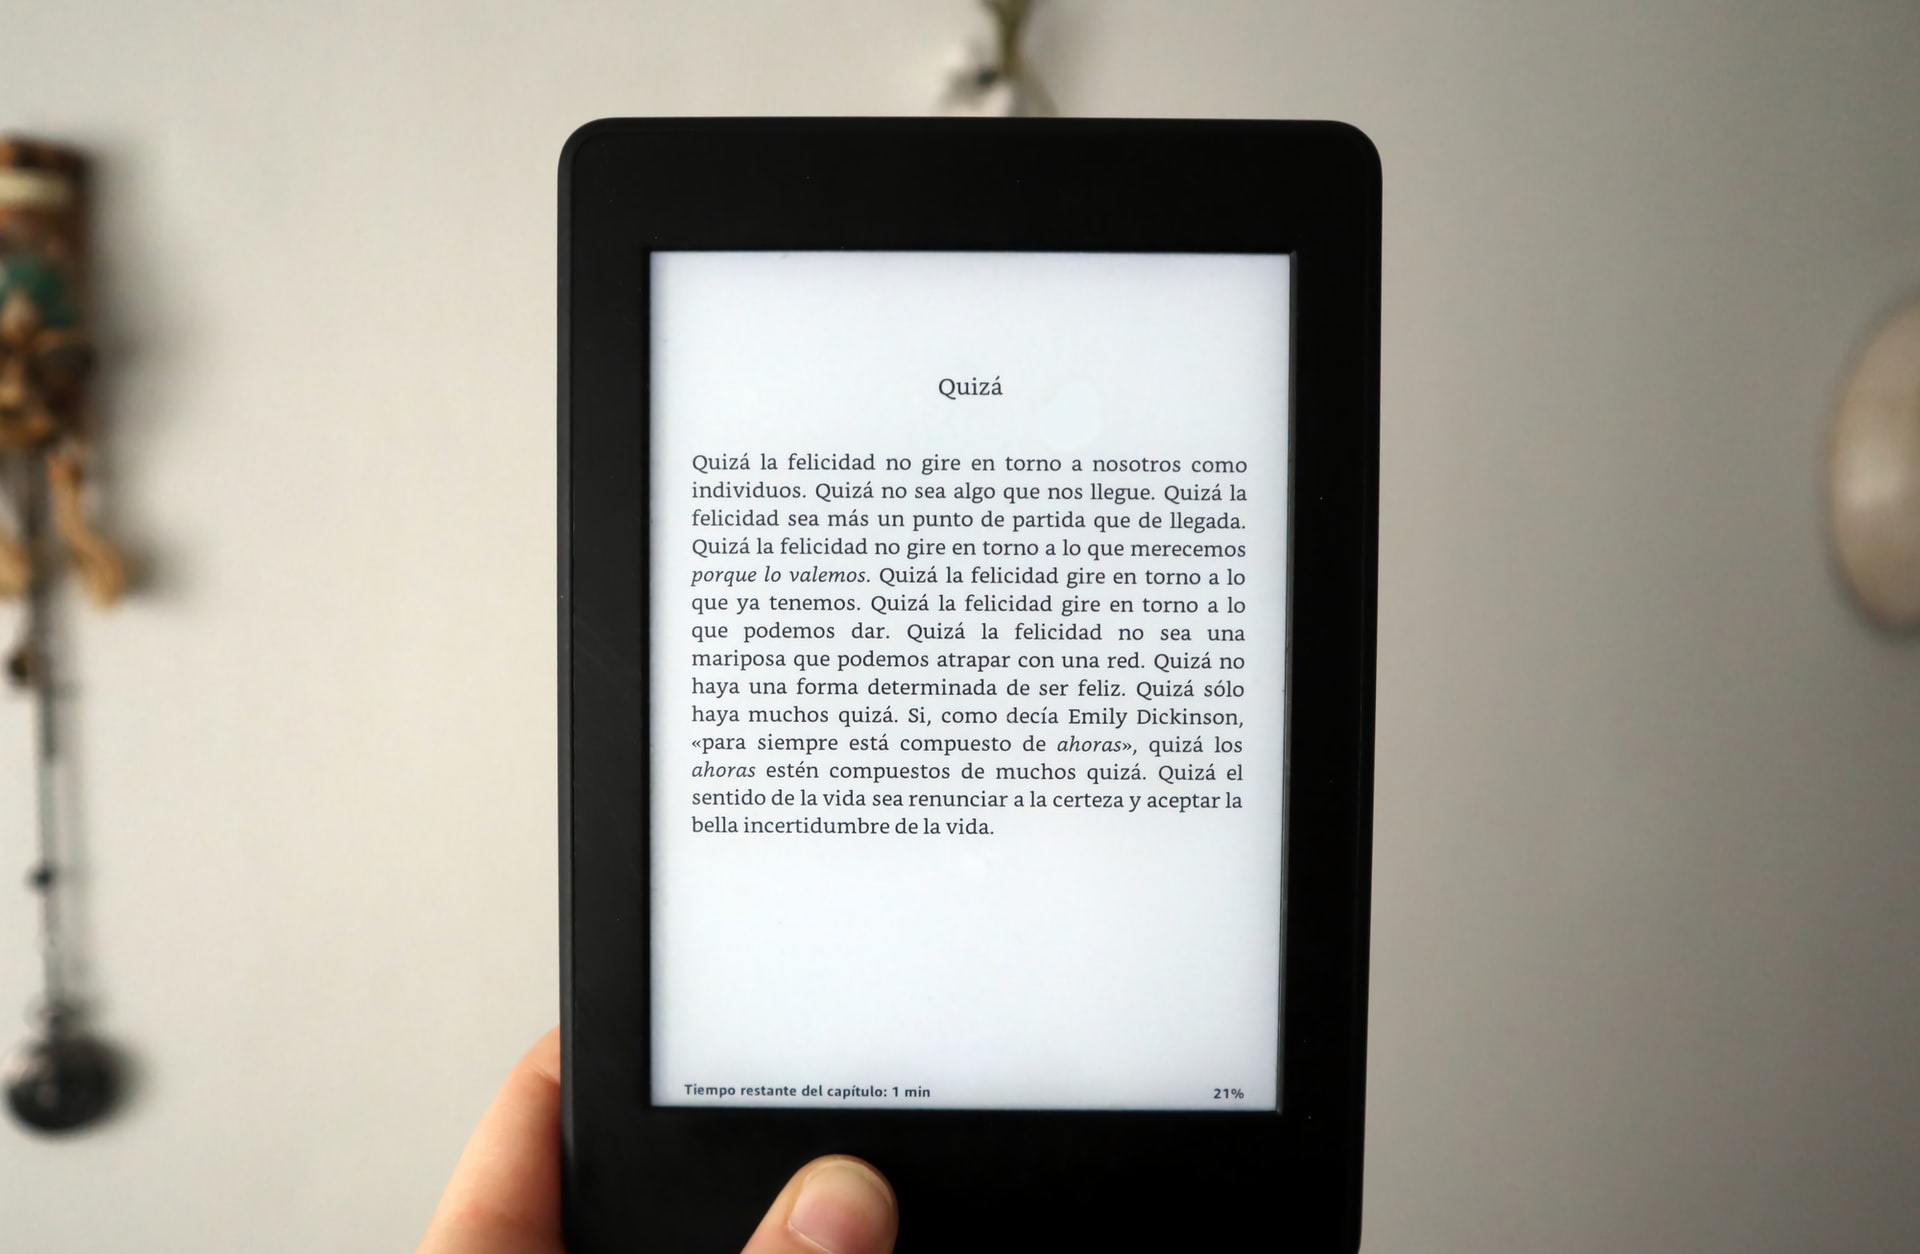 Quizá
Quizá la felicidad no gire en torno a nosotros como
individuos. Quizá no sea algo que nos llegue. Quizá la
felicidad sea más un punto de partida que de llegada.
Quizá la felicidad no gire en torno a lo que merecemos
porque lo valemos. Quizá la felicidad gire en torno a lo
que ya tenemos. Quizá la felicidad gire en torno a lo
que podemos dar. Quizá la felicidad no sea una
mariposa que podemos atrapar con una red. Quizá no
haya una forma determinada de ser feliz. Quizá sólo
haya muchos quizá. Si, como decía Emily Dickinson,
«para siempre está compuesto de ahoras», quizá los
ahoras estén compuestos de muchos quizá. Quizá el
sentido de la vida sea renunciar a la certeza y aceptar la
bella incertidumbre de la vida.
Tiempo restante del capítulo: 1 min 21%